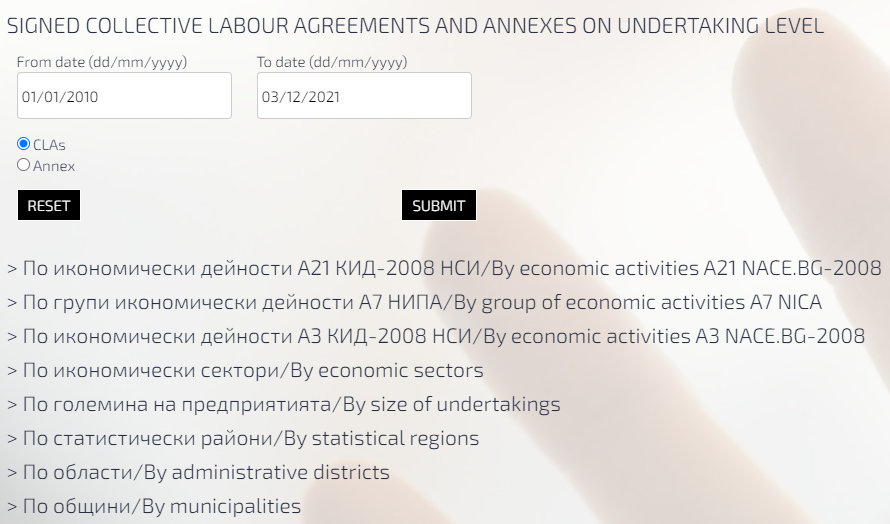 SIGNED COLLECTIVE LABOUR AGREEMENTS AND ANNEXES ON UNDERTAKING LEVEL
From date (dd/mm/yyyy) To date (dd/mm/yyyy)
01/01/2010 03/12/2021
CLAs
Annex
RESET SUBMIT
> По икономически дейности А21 КИД-2008 НСИ/By economic activities A21 NACE.BG-2008
> По групи икономически дейности А7 НИПА/By group of economic activities A7 NICA
> По икономически дейности А3 КИД-2008 НСИ/By economic activities A3 NACE.BG-2008
> По икономически сектори/By economic sectors
> По големина на предприятията/By size of undertakings
> По статистически райони/By statistical regions
> По области/By administrative districts
> По общини/By municipalities